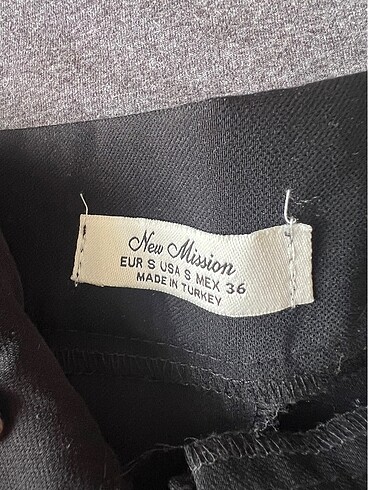 New Mission
EUR S USA S MEX 36
MADE IN TURKEY